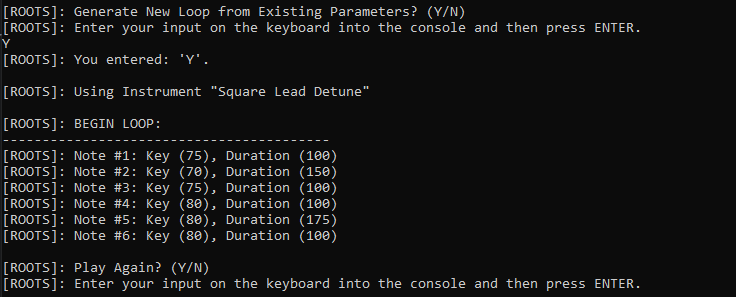 [ROOTS]: Generate New Loop from Existing Parameters? (Y/N)
[ROOTS]: Enter your input on the keyboard into the console and then press ENTER.
Y
[ROOTS]: You entered: 'Y'.
[ROOTS]: Using Instrument "Square Lead Detune"
[ROOTS]: BEGIN LOOP:
-----------------------------------------
[ROOTS]: Note #1: Key (75), Duration (100)
[ROOTS]: Note #2: Key (70), Duration (150)
[ROOTS]: Note #3: Key (75), Duration (100)
[ROOTS]: Note #4: Key (80), Duration (100)
[ROOTS]: Note #5: Key (80), Duration (175)
[ROOTS]: Note #6: Key (80), Duration (100)
[ROOTS]: Play Again? (Y/N)
[ROOTS]: Enter your input on the keyboard into the console and then press ENTER.